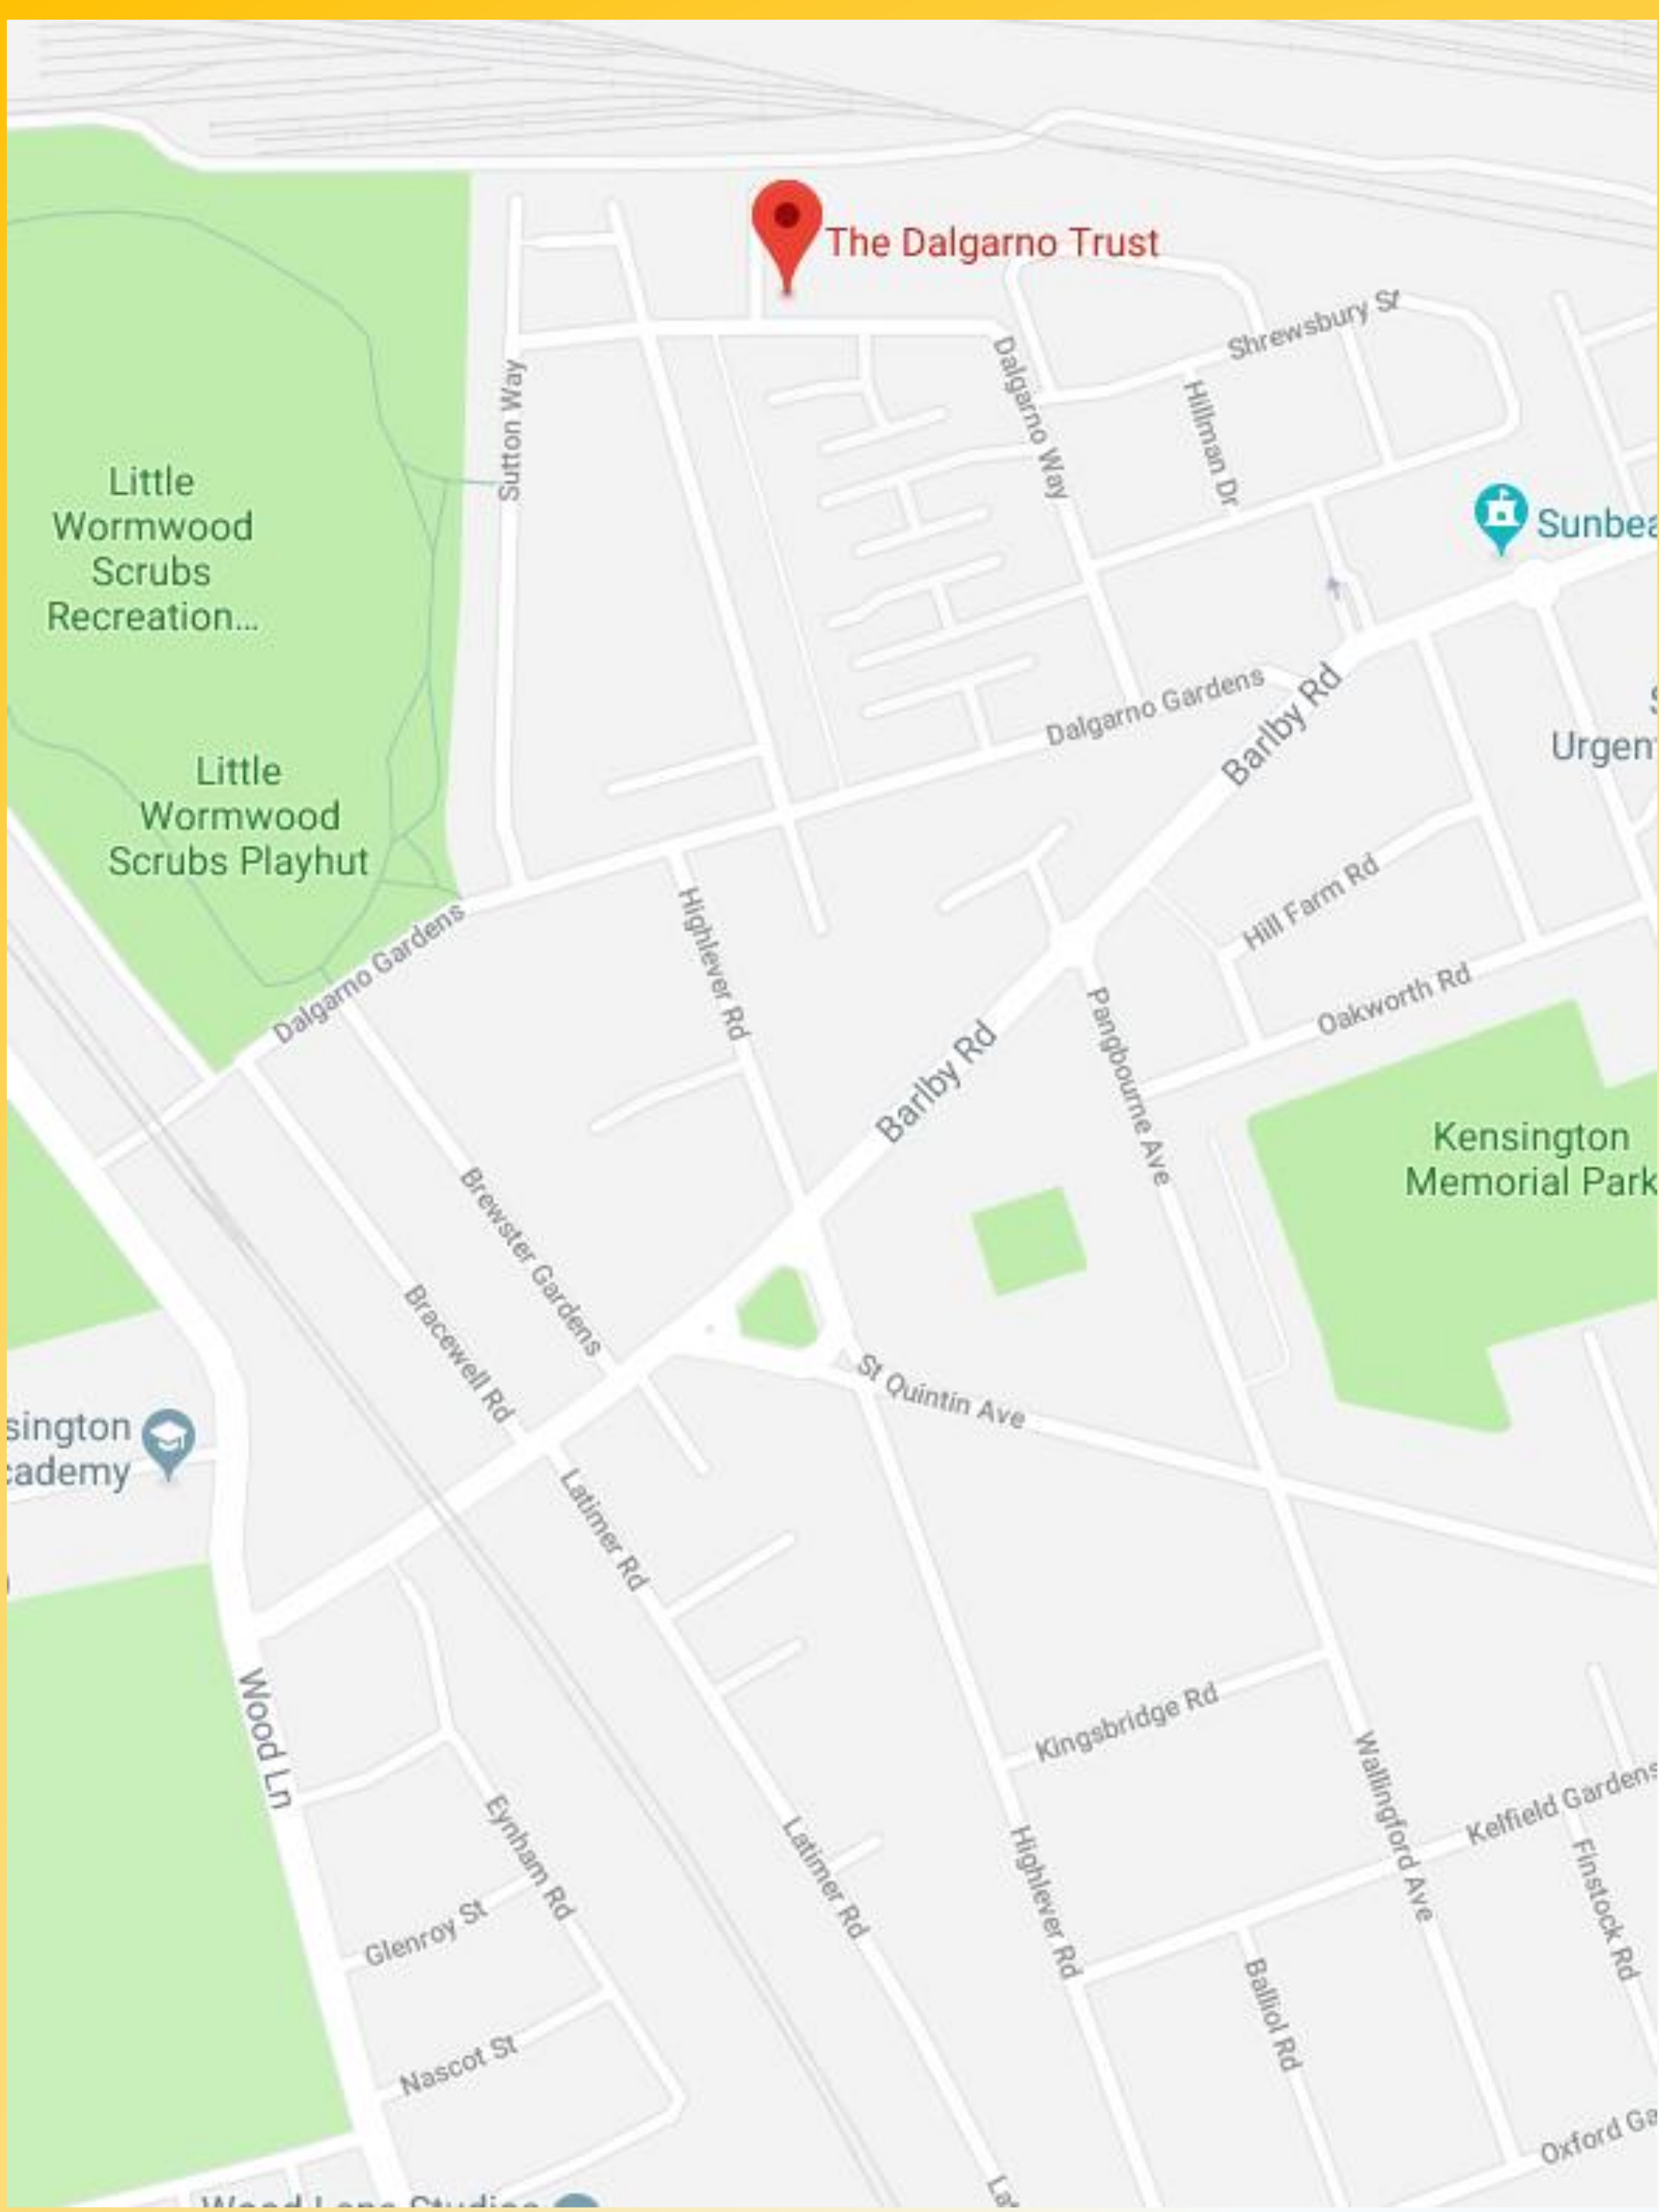 The Dalgarno Trust
Shrewsbury St
Sutton Way
Dalgarno Way
Hillman Dr
Little
Wormwood
Scrubs
Recreation...
Sunbea
Dalgarno Gardens
Barlby Rd
Urgen
Little
Wormwood
Scrubs Playhut
Highlever Rd
Hill Farm Rd
Dalgarno Gardens
Oakworth Rd
Pangbourne Ave
Barlby Rd
Kensington
Memorial Park
Brewster Gardens
Bracewell Rd
St Quintin Ave
sington
cademy
Latimer Rd
Wood Ln
Kingsbridge Rd
Wallingford Ave
Kelfield Gardens
Eynham Rd
Latimer Rd
Highlever Rd
Finstock Rd
Glenroy St
Balliol Rd
Nascot St
Oxford Ga
Wood Lane Studios
Lat